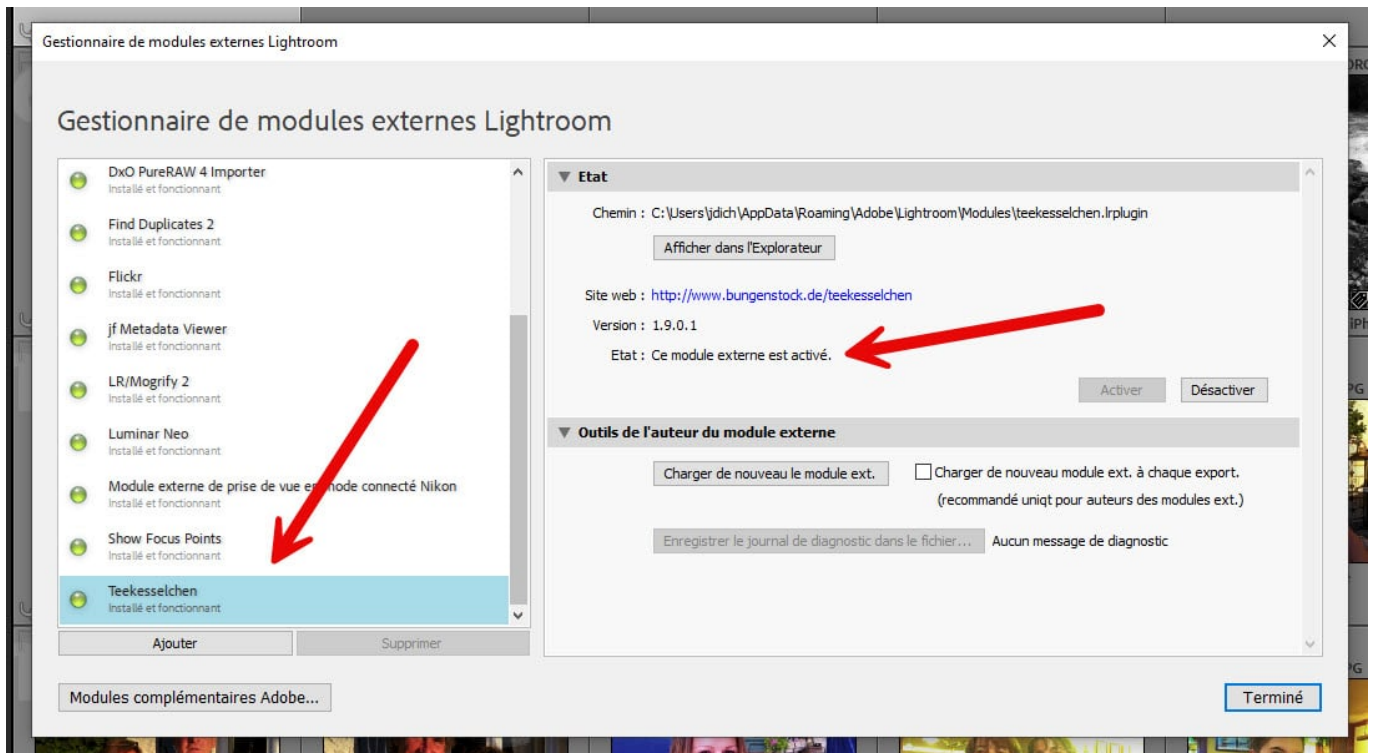 Gestionnaire de modules externes Lightroom
Gestionnaire de modules externes Lightroom
DxO PureRAW 4 Importer
Installé et fonctionnant
Find Duplicates 2
Installé et fonctionnant
Flickr
Installé et fonctionnant
jf Metadata Viewer
Installé et fonctionnant
LR/Mogrify 2
Installé et fonctionnant
Luminar Neo
Installé et fonctionnant
Module externe de prise de vue en mode connecté Nikon
Installé et fonctionnant
Show Focus Points
Installé et fonctionnant
Teekesselchen
Installé et fonctionnant
Ajouter Supprimer
Etat
Chemin : C:\Users\jdich\AppData\Roaming\Adobe\Lightroom\Modules\teekesselchen.lrplugin
Afficher dans l'Explorateur
Site web : http://www.bungenstock.de/teekesselchen
Version : 1.9.0.1
Etat : Ce module externe est activé.
Activer Désactiver
Outils de l'auteur du module externe
Charger de nouveau le module ext. Charger de nouveau module ext. à chaque export.
(recommandé uniqt pour auteurs des modules ext.)
Enregistrer le journal de diagnostic dans le fichier... Aucun message de diagnostic
Modules complémentaires Adobe... Terminé